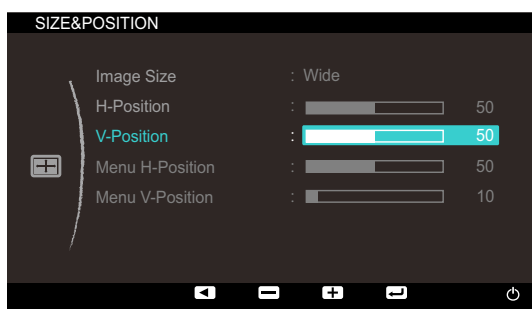 SIZE&POSITION
Image Size : Wide
H-Position : 50
V-Position : 50
Menu H-Position : 50
Menu V-Position : 10